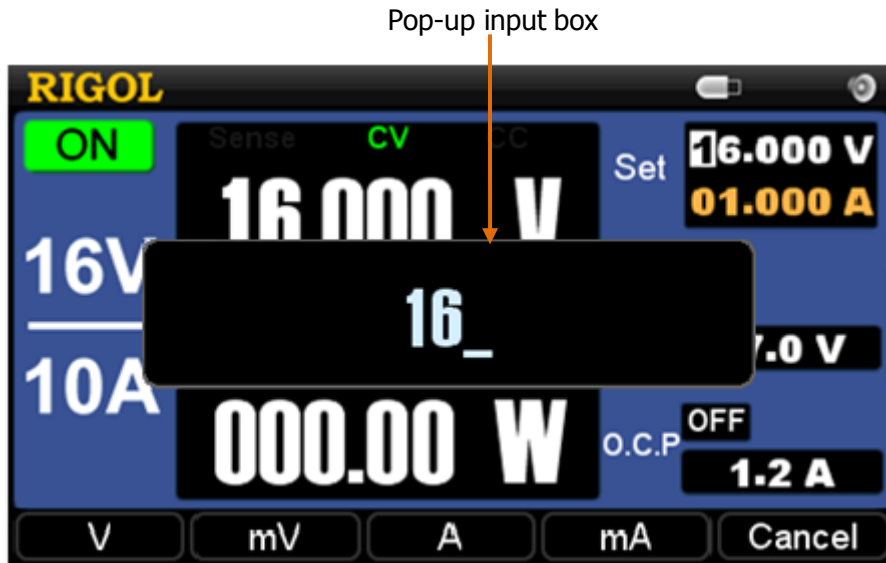 Pop-up input box
RIGOL
ON
Sense CV CC
Set
16.000 V
01.000 A
16.000 V
16V
10A
16_
7.0 V
000.00 W
O.C.P
OFF
1.2 A
V mV A mA Cancel